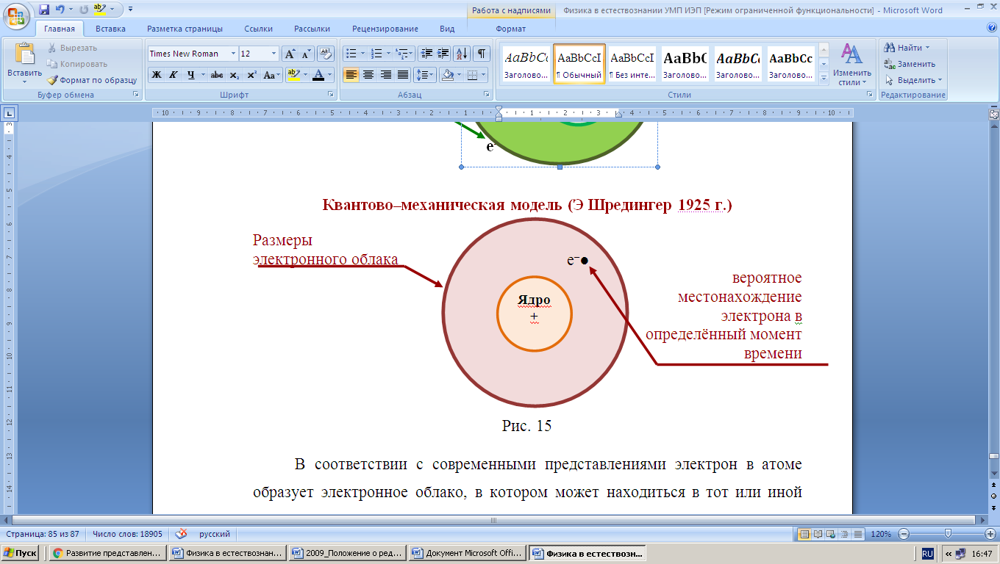 Работа с надписями
Физика в естествознании УМП ИЭП [Режим ограниченной функциональности] - Microsoft Word
Главная Вставка Разметка страницы Ссылки Рассылки Рецензирование Вид Формат
Вставить
Вырезать
Копировать
Формат по образцу
Буфер обмена
Times New Roman 12
Ж К Ч abc x₂ x² Aa
Шрифт
Абзац
AaBbCc AaBbCcI AaBbCcI AaBbC AaBbCc AaBbCc
Заголово... ¶ Обычный ¶ Без инте... Заголово... Заголово... Заголово...
Изменить стили
Стили
Найти
Заменить
Выделить
Редактирование
е⁻
Квантово–механическая модель (Э Шредингер 1925 г.)
Размеры
электронного облака
е⁻
Ядро
+
вероятное
местонахождение
электрона в
определённый момент
времени
Рис. 15
В соответствии с современными представлениями электрон в атоме
образует электронное облако, в котором может находиться в тот или иной
Страница: 85 из 87 Число слов: 18905 русский 120%
Пуск Развитие представлен... Физика в естествознан... 2009_Положение о ред... Документ Microsoft Offi... Физика в естествозн... RU « 16:47